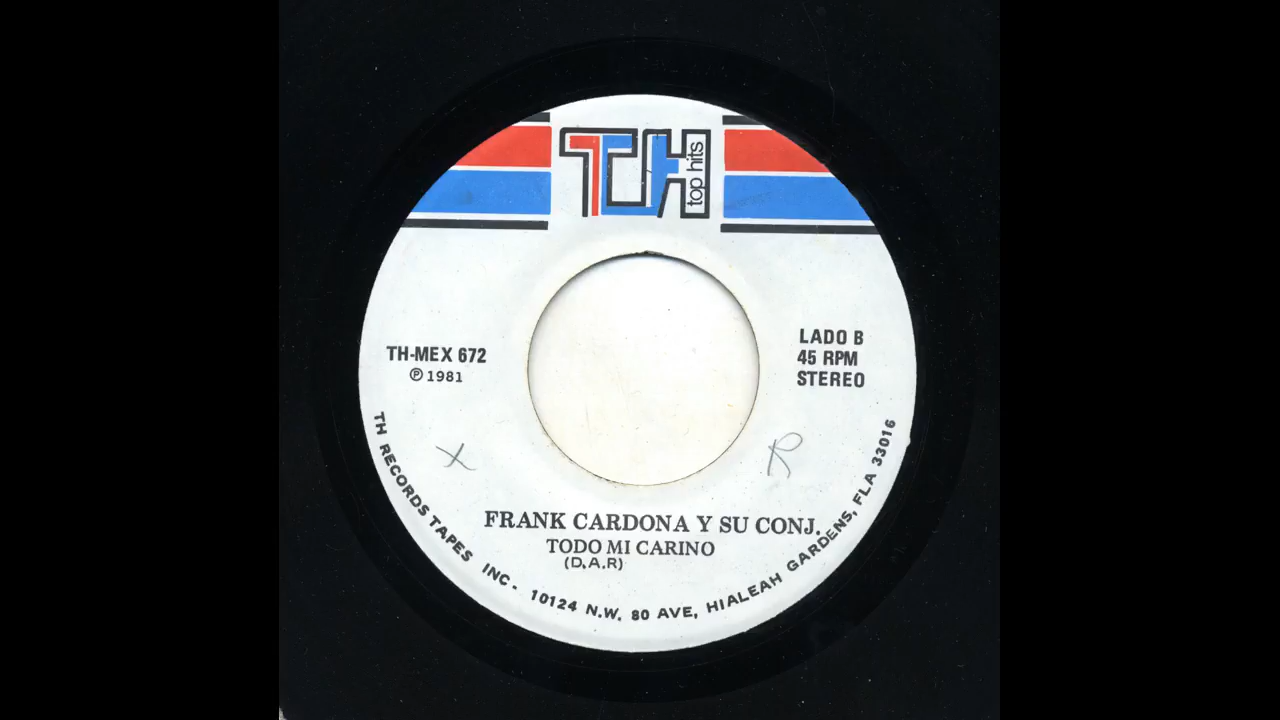 TH
top hits
TH-MEX 672
℗ 1981
LADO B
45 RPM
STEREO
X
R
FRANK CARDONA Y SU CONJ.
TODO MI CARINO
(D.A.R)
TH RECORDS TAPES INC. 10124 N.W. 80 AVE, HIALEAH GARDENS, FLA 33016